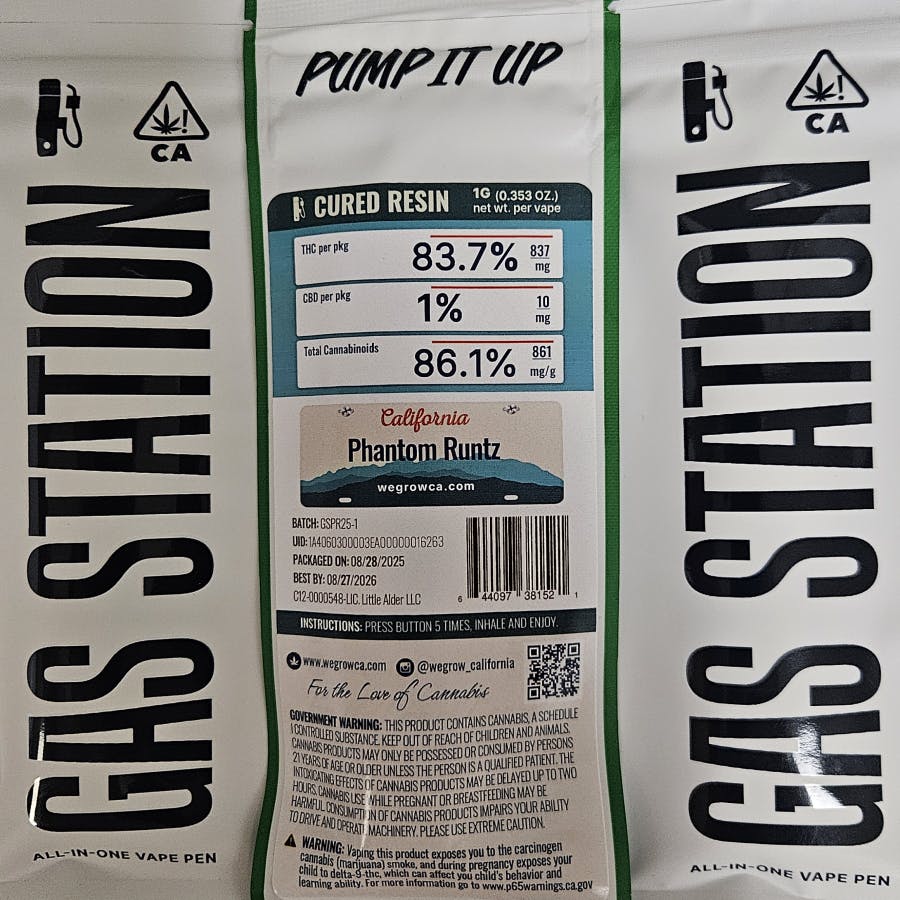 CA
GAS STATION
ALL-IN-ONE VAPE PEN
PUMP IT UP
CURED RESIN
1G (0.353 OZ.)
net wt. per vape
THC per pkg
83.7%
837
mg
CBD per pkg
1%
10
mg
Total Cannabinoids
86.1%
861
mg/g
California
Phantom Runtz
wegrowca.com
BATCH: GSPR25-1
UID: 1A4060300003EA00000016263
PACKAGED ON: 08/28/2025
BEST BY: 08/27/2026
C12-0000548-LIC. Little Alder LLC
6 44097 38152 1
INSTRUCTIONS: PRESS BUTTON 5 TIMES, INHALE AND ENJOY.
www.wegrowca.com @wegrow_california
For the Love of Cannabis
GOVERNMENT WARNING: THIS PRODUCT CONTAINS CANNABIS, A SCHEDULE
I CONTROLLED SUBSTANCE. KEEP OUT OF REACH OF CHILDREN AND ANIMALS.
CANNABIS PRODUCTS MAY ONLY BE POSSESSED OR CONSUMED BY PERSONS
21 YEARS OF AGE OR OLDER UNLESS THE PERSON IS A QUALIFIED PATIENT. THE
INTOXICATING EFFECTS OF CANNABIS PRODUCTS MAY BE DELAYED UP TO TWO
HOURS. CANNABIS USE WHILE PREGNANT OR BREASTFEEDING MAY BE
HARMFUL. CONSUMPTION OF CANNABIS PRODUCTS IMPAIRS YOUR ABILITY
TO DRIVE AND OPERATE MACHINERY. PLEASE USE EXTREME CAUTION.
WARNING: Vaping this product exposes you to the carcinogen
cannabis (marijuana) smoke, and during pregnancy exposes your
child to delta-9-thc, which can affect you child's behavior and
learning ability. For more information go to www.p65warnings.ca.gov
CA
GAS STATION
ALL-IN-ONE VAPE PEN